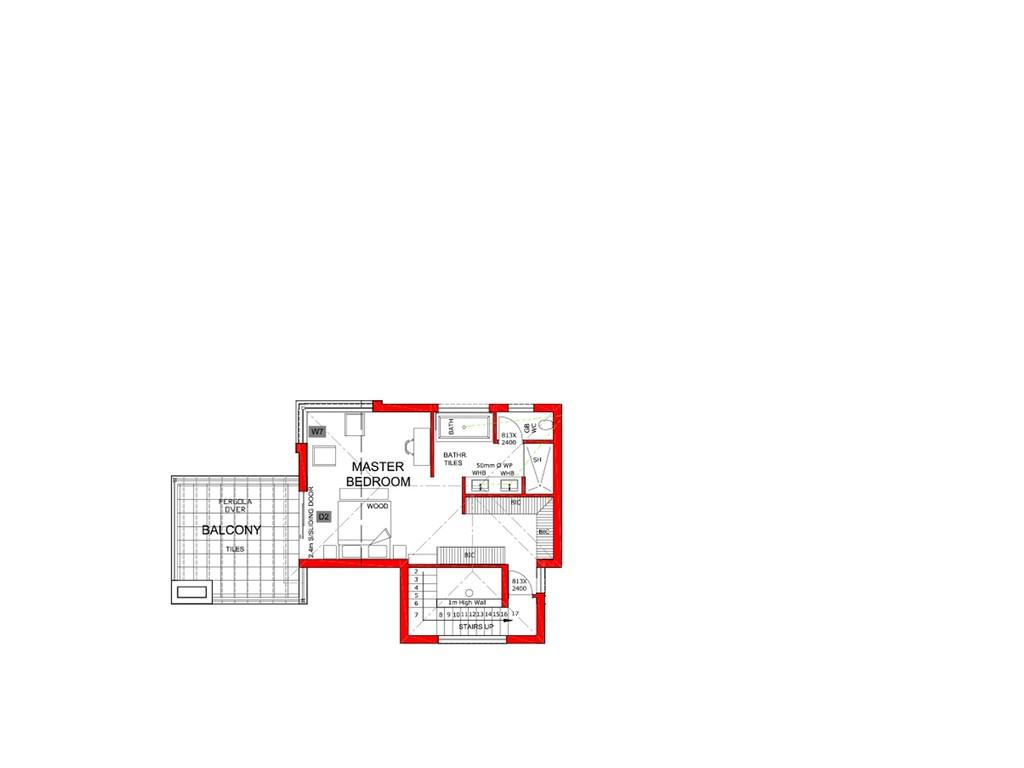 W7
BATH
GB
WC
813X
2400
BATHR.
TILES
SH
50mm Ø WP
WHB WHB
MASTER
BEDROOM
WOOD
2.4m S/SLIDING DOOR
D2
PERGOLA
OVER
BALCONY
TILES
BIC
BIC
BIC
813X
2400
2
3
4
5
6
7 8 9 10 11 12 13 14 15 16 17
1m High Wall
STAIRS UP